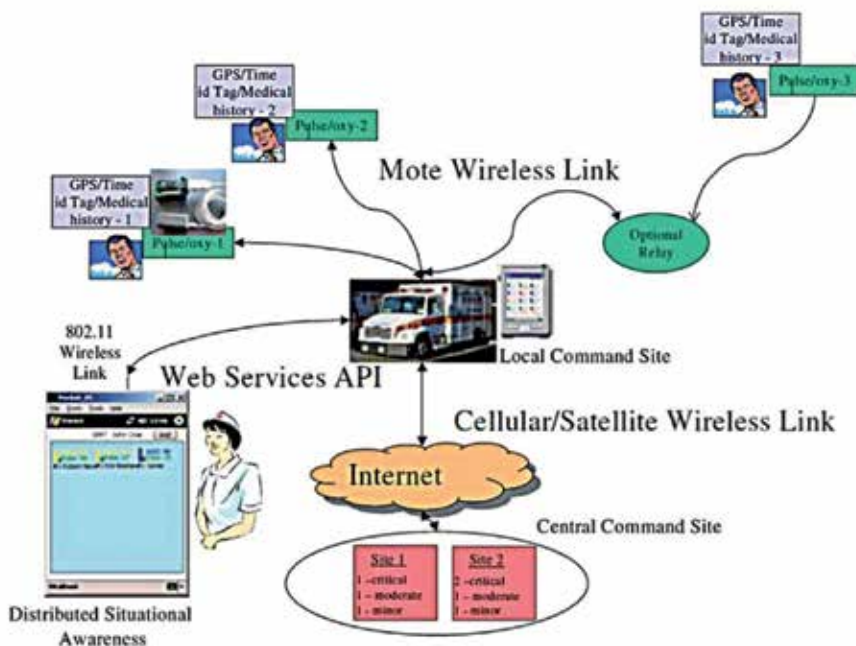 GPS/Time
id Tag/Medical
history - 3
Pulse/oxy-3
GPS/Time
id Tag/Medical
history - 2
Pulse/oxy-2
Mote Wireless Link
GPS/Time
id Tag/Medical
history - 1
Pulse/oxy-1
Optional
Relay
802.11
Wireless
Link
Local Command Site
Web Services API
Cellular/Satellite Wireless Link
Internet
Central Command Site
Site 1
1 -critical
1 - moderate
1 - minor
Site 2
2 -critical
1 - moderate
1 - minor
Distributed Situational
Awareness